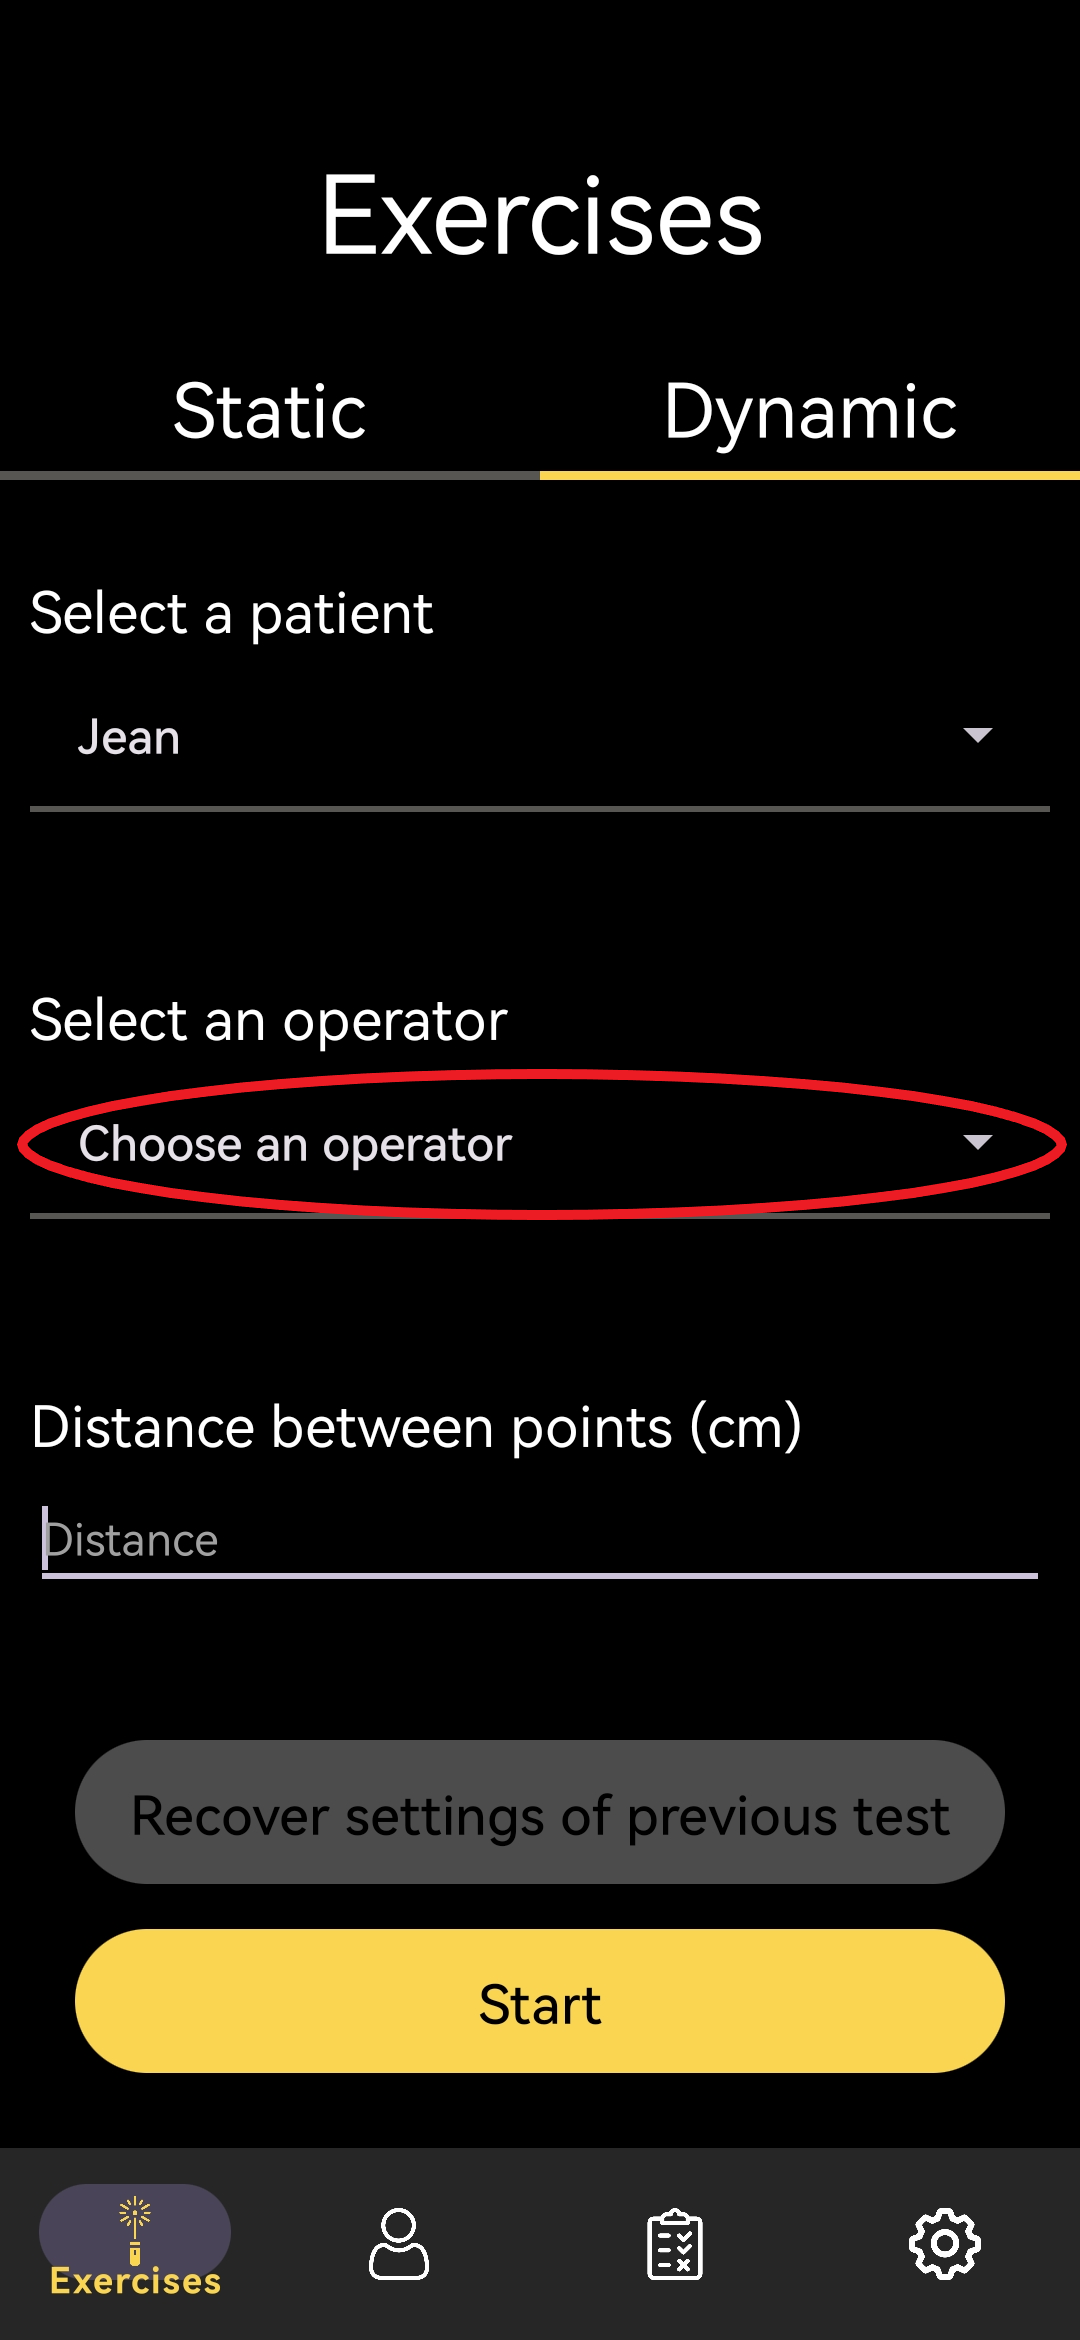 Exercises
Static
Dynamic
Select a patient
Jean
Select an operator
Choose an operator
Distance between points (cm)
Distance
Recover settings of previous test
Start
Exercises